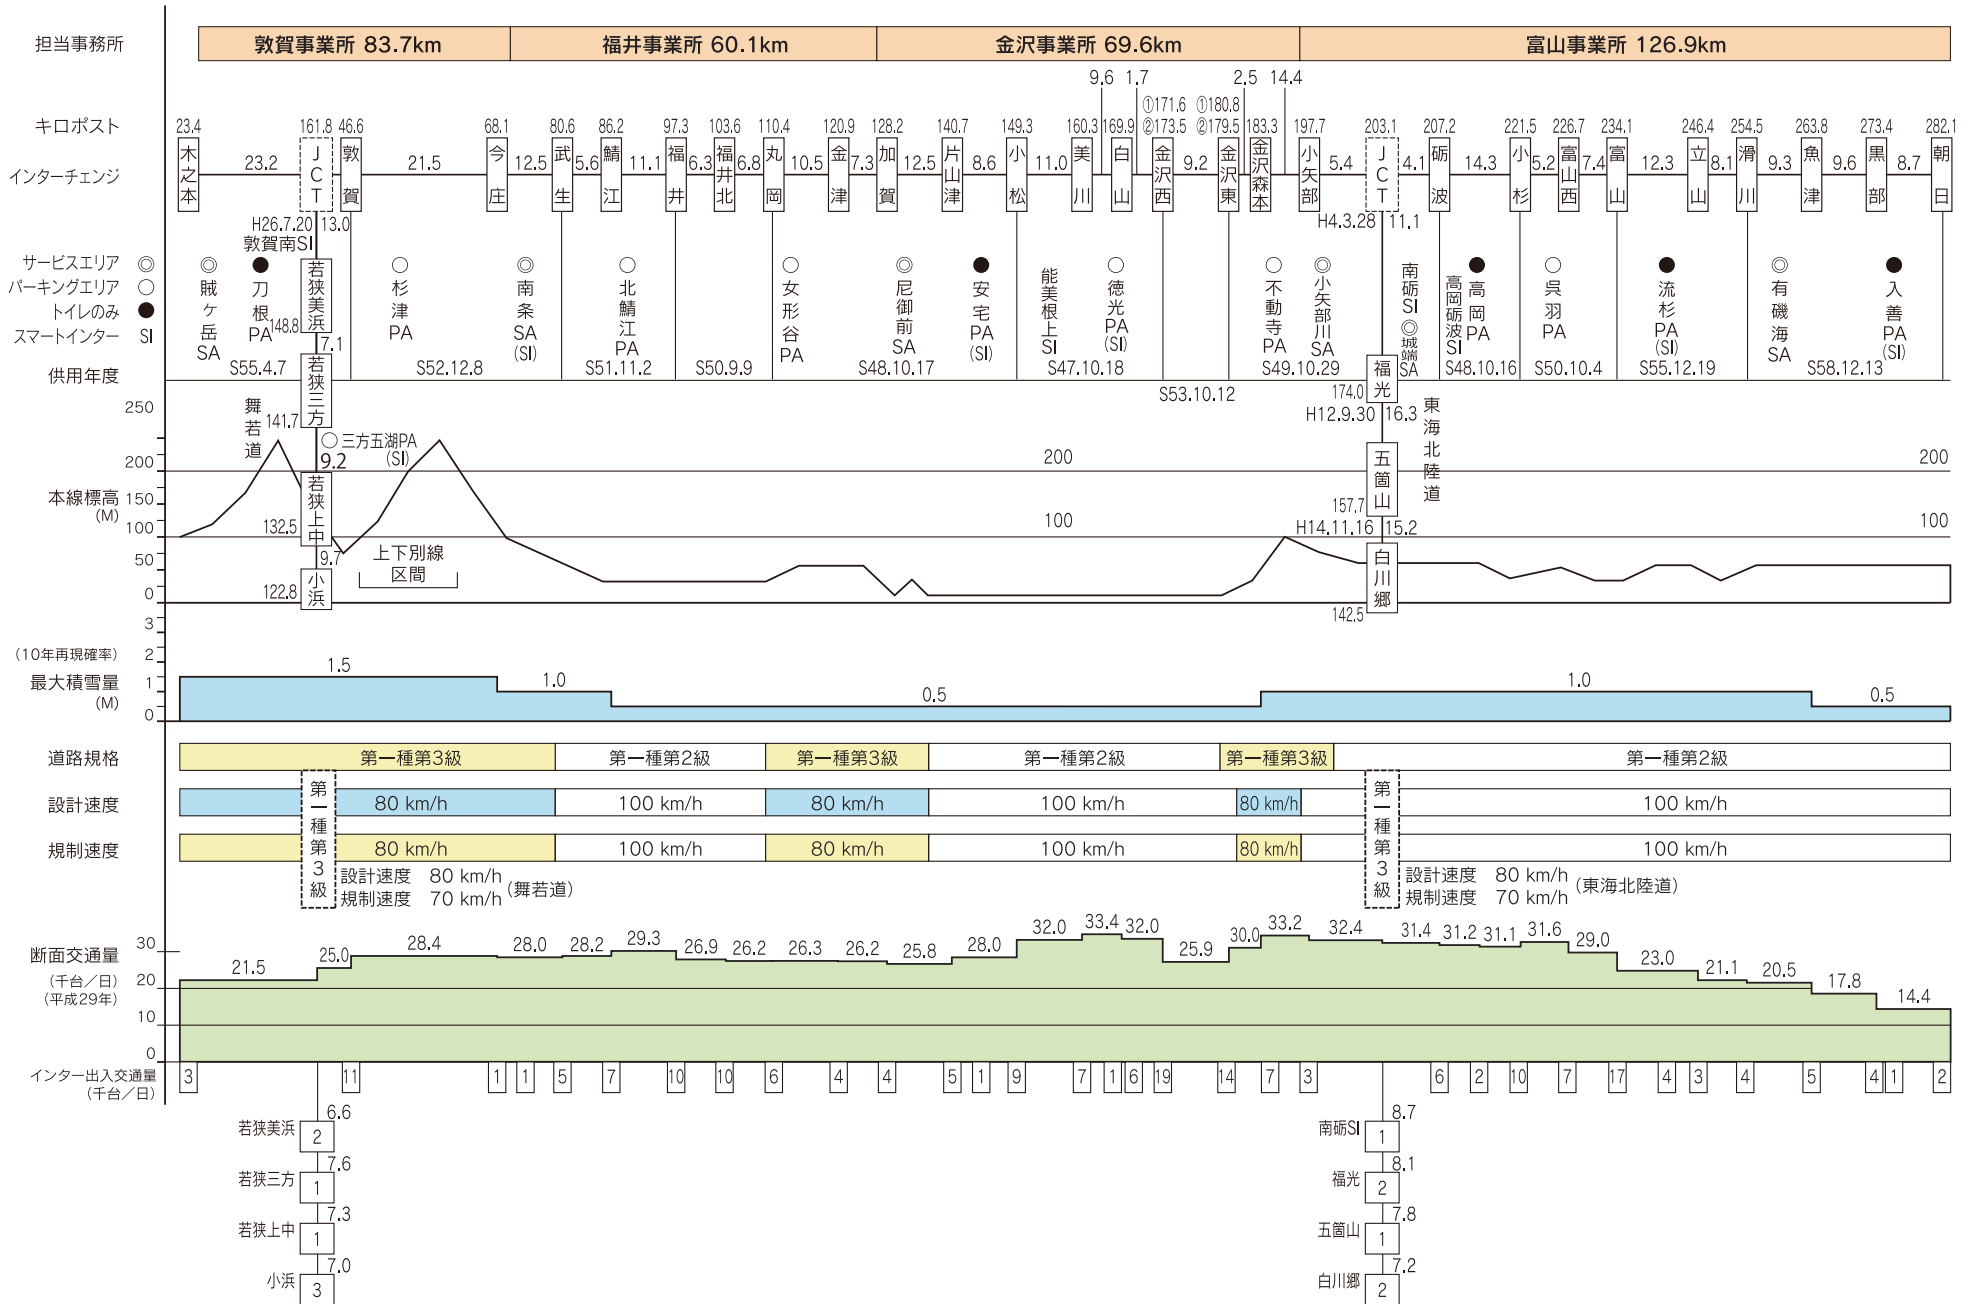 担当事務所
敦賀事業所 83.7km
福井事業所 60.1km
金沢事業所 69.6km
富山事業所 126.9km
9.6 1.7 2.5 14.4
①171.6 ①180.8
キロポスト 23.4 161.8 46.6 68.1 80.6 86.2 97.3 103.6 110.4 120.9 128.2 140.7 149.3 160.3 169.9 ②173.5 ②179.5 183.3 197.7 203.1 207.2 221.5 226.7 234.1 246.4 254.5 263.8 273.4 282.1
インターチェンジ
木之本 JCT 敦賀 今庄 武生 鯖江 福井 福井北 丸岡 金津 加賀 片山津 小松 美川 白山 金沢西 金沢東 金沢森本 小矢部 JCT 砺波 小杉 富山西 富山 立山 滑川 魚津 黒部 朝日
23.2 21.5 12.5 5.6 11.1 6.3 6.8 10.5 7.3 12.5 8.6 11.0 9.2 5.4 4.1 14.3 5.2 7.4 12.3 8.1 9.3 9.6 8.7
H26.7.20 13.0
敦賀南SI
H4.3.28 11.1
サービスエリア ◎
パーキングエリア ○
トイレのみ ●
スマートインター SI
◎賤ヶ岳SA
●刀根PA
若狭美浜
○杉津PA
◎南条SA(SI)
○北鯖江PA
○女形谷PA
◎尼御前SA
●安宅PA(SI)
能美根上SI
○徳光PA(SI)
○不動寺PA
◎小矢部川SA
南砺SI
◎城端SA
高岡砺波SI
●高岡PA
○呉羽PA
●流杉PA(SI)
◎有磯海SA
●入善PA(SI)
148.8
7.1
供用年度
S55.4.7 S52.12.8 S51.11.2 S50.9.9 S48.10.17 S47.10.18 S53.10.12 S49.10.29 S48.10.16 S50.10.4 S55.12.19 S58.12.13
若狭三方
福光
174.0
H12.9.30 16.3
舞若道
141.7
○三方五湖PA
(SI)
9.2
東海北陸道
本線標高
(M)
250
200
150
100
50
0
200 200
100 100
若狭上中
132.5
9.7
小浜
122.8
上下別線
区間
五箇山
157.7
H14.11.16 15.2
白川郷
142.5
(10年再現確率)
最大積雪量
(M)
3
2
1
0
1.5 1.0 0.5 1.0 0.5
道路規格 第一種第3級 第一種第2級 第一種第3級 第一種第2級 第一種第3級 第一種第2級
設計速度 80 km/h 100 km/h 80 km/h 100 km/h 80 km/h 100 km/h
規制速度 80 km/h 100 km/h 80 km/h 100 km/h 80 km/h 100 km/h
第一種第3級
設計速度 80 km/h
規制速度 70 km/h
(舞若道)
第一種第3級
設計速度 80 km/h
規制速度 70 km/h
(東海北陸道)
断面交通量
(千台/日)
(平成29年)
30
20
10
0
21.5 25.0 28.4 28.0 28.2 29.3 26.9 26.2 26.3 26.2 25.8 28.0 32.0 33.4 32.0 25.9 30.0 33.2 32.4 31.4 31.2 31.1 31.6 29.0 23.0 21.1 20.5 17.8 14.4
インター出入交通量
(千台/日)
3 11 1 1 5 7 10 10 6 4 4 5 1 9 7 1 6 19 14 7 3 6 2 10 7 17 4 3 4 5 4 1 2
6.6
若狭美浜 2
7.6
若狭三方 1
7.3
若狭上中 1
7.0
小浜 3
8.7
南砺SI 1
8.1
福光 2
7.8
五箇山 1
7.2
白川郷 2